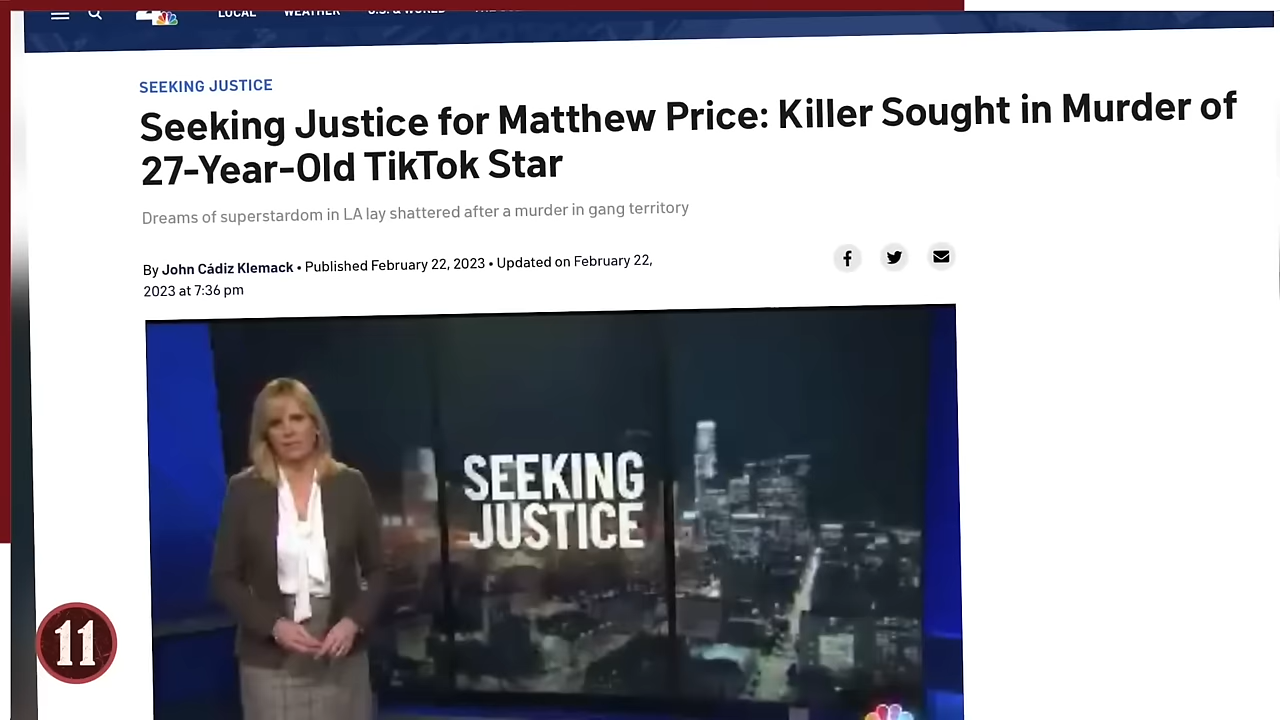 LOCAL WEATHER U.S. & WORLD
SEEKING JUSTICE
Seeking Justice for Matthew Price: Killer Sought in Murder of
27-Year-Old TikTok Star
Dreams of superstardom in LA lay shattered after a murder in gang territory
By John Cádiz Klemack • Published February 22, 2023 • Updated on February 22,
2023 at 7:36 pm
SEEKING
JUSTICE
11